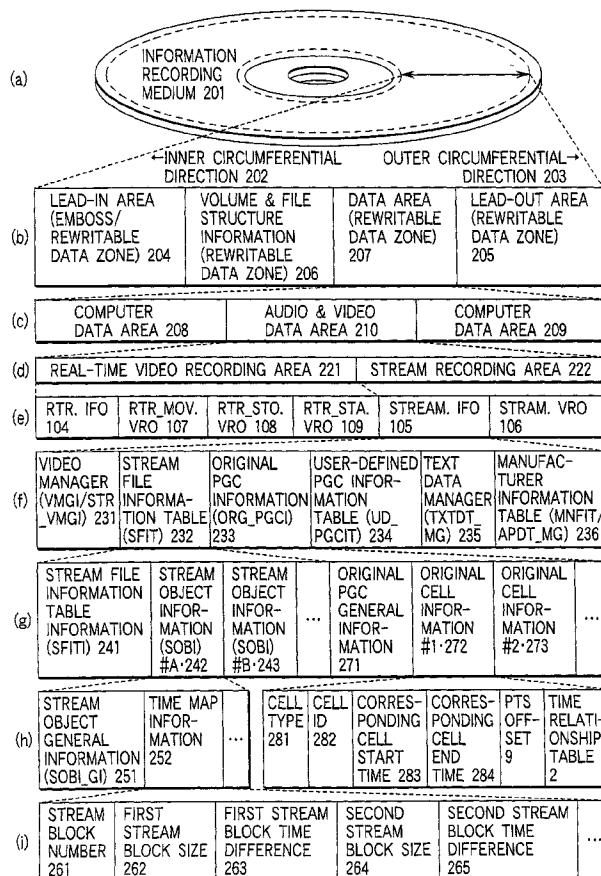 (a)
INFORMATION
RECORDING
MEDIUM 201
←INNER CIRCUMFERENTIAL
DIRECTION 202
OUTER CIRCUMFERENTIAL→
DIRECTION 203
(b)
LEAD-IN AREA
(EMBOSS/
REWRITABLE
DATA ZONE) 204
VOLUME & FILE
STRUCTURE
INFORMATION
(REWRITABLE
DATA ZONE) 206
DATA AREA
(REWRITABLE
DATA ZONE)
207
LEAD-OUT AREA
(REWRITABLE
DATA ZONE)
205
(c)
COMPUTER
DATA AREA 208
AUDIO & VIDEO
DATA AREA 210
COMPUTER
DATA AREA 209
(d)
REAL-TIME VIDEO RECORDING AREA 221
STREAM RECORDING AREA 222
(e)
RTR. IFO
104
RTR_MOV.
VRO 107
RTR_STO.
VRO 108
RTR_STA.
VRO 109
STREAM. IFO
105
STRAM. VRO
106
(f)
VIDEO
MANAGER
(VMGI/STR
_VMGI) 231
STREAM
FILE
INFORMA-
TION TABLE
(SFIT) 232
ORIGINAL
PGC
INFORMATION
(ORG_PGCI)
233
USER-DEFINED
PGC INFOR-
MATION
TABLE (UD_
PGCIT) 234
TEXT
DATA
MANAGER
(TXTDT_
MG) 235
MANUFAC-
TURER
INFORMATION
TABLE (MNFIT/
APDT_MG) 236
(g)
STREAM FILE
INFORMATION
TABLE
INFORMATION
(SFITI) 241
STREAM
OBJECT
INFOR-
MATION
(SOBI)
#A·242
STREAM
OBJECT
INFOR-
MATION
(SOBI)
#B·243
...
ORIGINAL
PGC
GENERAL
INFOR-
MATION
271
ORIGINAL
CELL
INFOR-
MATION
#1·272
ORIGINAL
CELL
INFOR-
MATION
#2·273
...
(h)
STREAM
OBJECT
GENERAL
INFORMATION
(SOBI_GI) 251
TIME MAP
INFOR-
MATION
252
...
CELL
TYPE
281
CELL
ID
282
CORRES-
PONDING
CELL
START
TIME 283
CORRES-
PONDING
CELL
END
TIME 284
PTS
OFF-
SET
9
TIME
RELATI-
ONSHIP
TABLE
2
(i)
STREAM
BLOCK
NUMBER
261
FIRST
STREAM
BLOCK SIZE
262
FIRST STREAM
BLOCK TIME
DIFFERENCE
263
SECOND
STREAM
BLOCK SIZE
264
SECOND STREAM
BLOCK TIME
DIFFERENCE
265
...